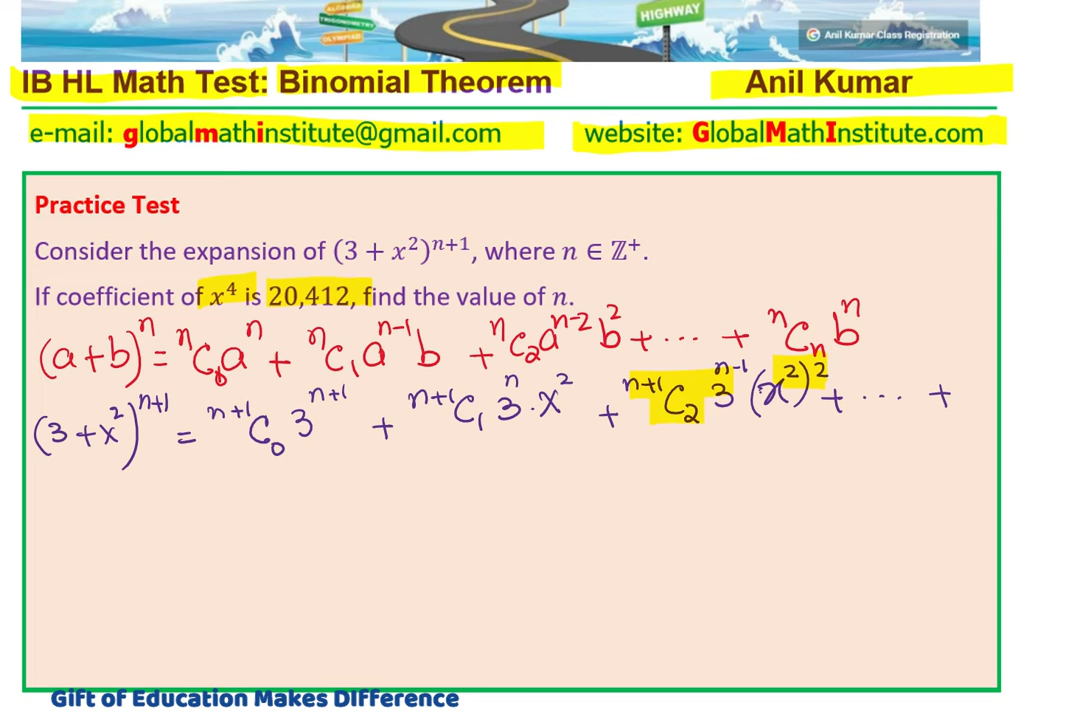 ALGEBRA
TRIGONOMETRY
OLYMPIAD
HIGHWAY
Anil Kumar Class Registration
IB HL Math Test: Binomial Theorem Anil Kumar
e-mail: globalmathinstitute@gmail.com website: GlobalMathInstitute.com
Practice Test
Consider the expansion of (3 + x²)ⁿ⁺¹, where n ∈ ℤ⁺.
If coefficient of x⁴ is 20,412, find the value of n.
(a+b)ⁿ = ⁿC₀aⁿ + ⁿC₁aⁿ⁻¹b + ⁿC₂aⁿ⁻²b² + ... + ⁿCₙbⁿ
(3+x²)ⁿ⁺¹ = ⁿ⁺¹C₀3ⁿ⁺¹ + ⁿ⁺¹C₁3ⁿ·x² + ⁿ⁺¹C₂3ⁿ⁻¹(x²)² + ... +
Gift of Education Makes Difference